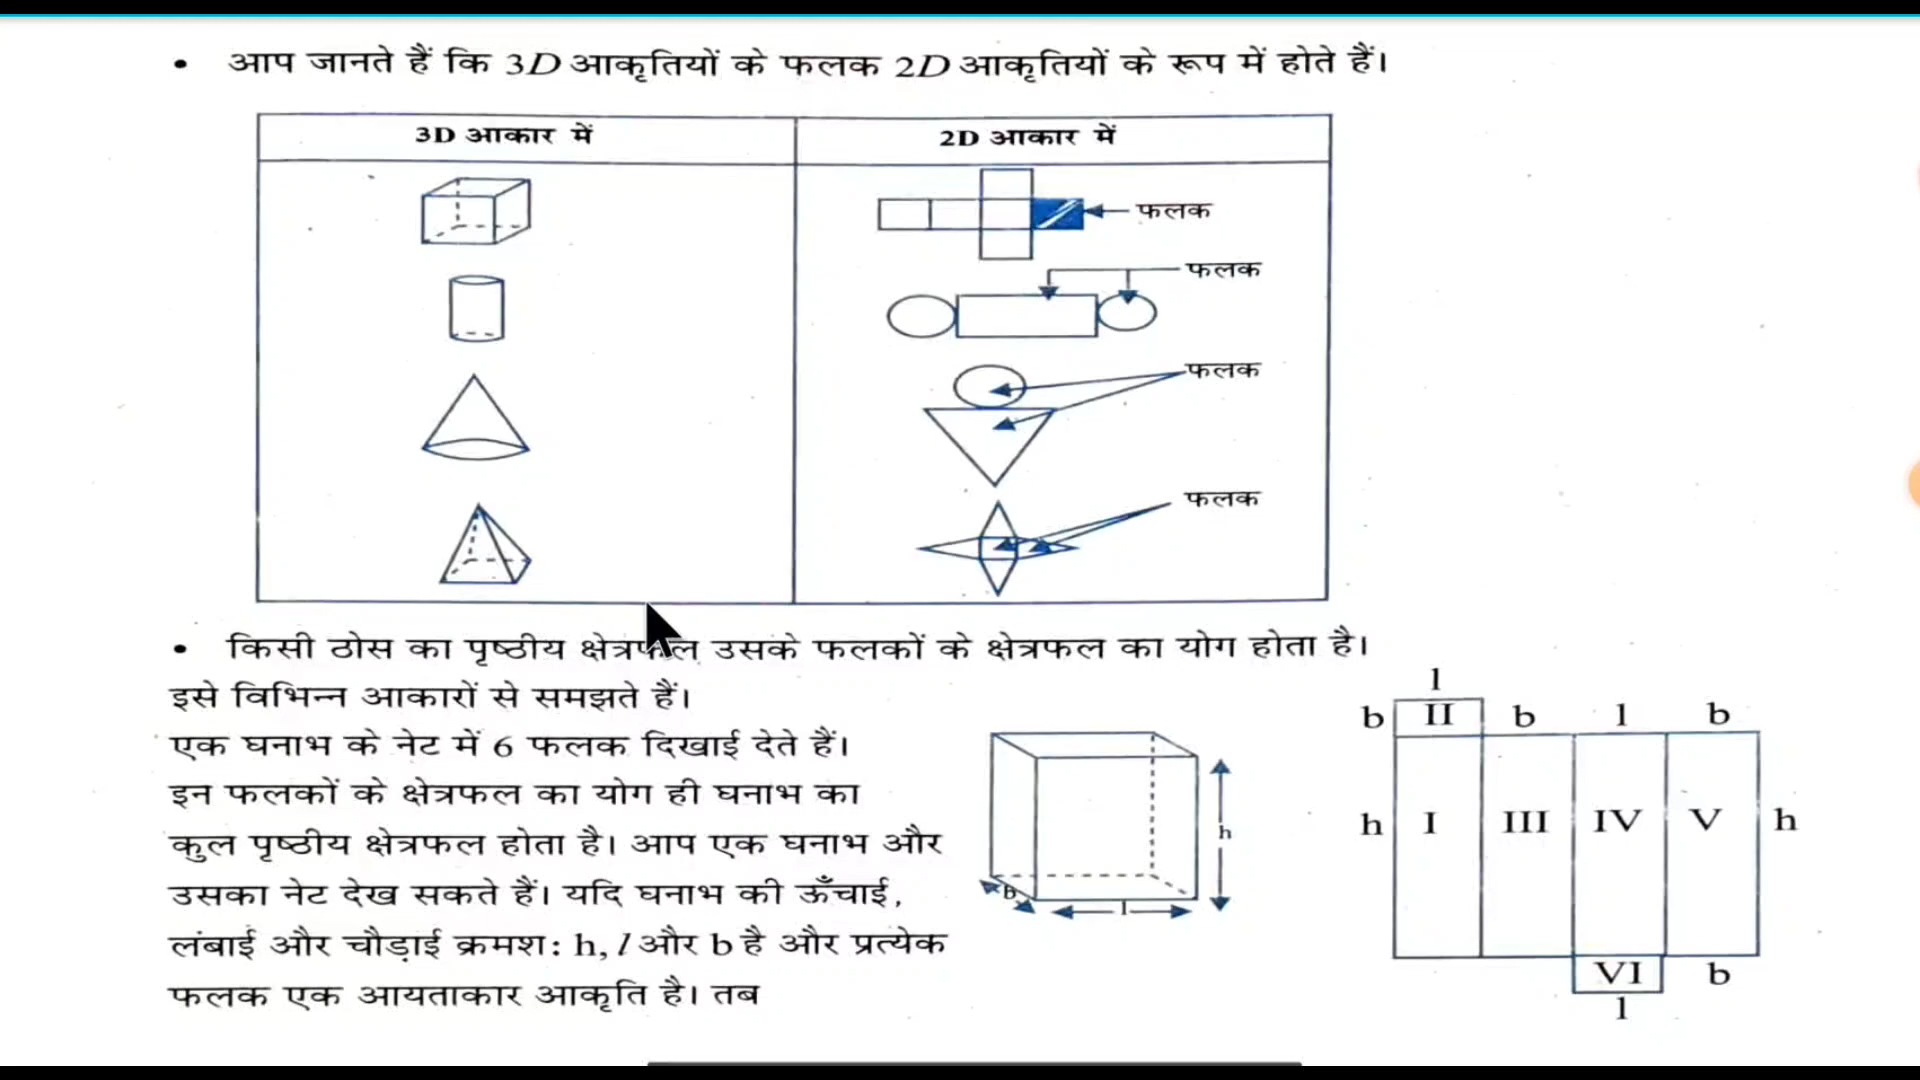 • आप जानते हैं कि 3D आकृतियों के फलक 2D आकृतियों के रूप में होते हैं।
3D आकार में
2D आकार में
फलक
फलक
फलक
फलक
• किसी ठोस का पृष्ठीय क्षेत्रफल उसके फलकों के क्षेत्रफल का योग होता है।
इसे विभिन्न आकारों से समझते हैं।
एक घनाभ के नेट में 6 फलक दिखाई देते हैं।
इन फलकों के क्षेत्रफल का योग ही घनाभ का
कुल पृष्ठीय क्षेत्रफल होता है। आप एक घनाभ और
उसका नेट देख सकते हैं। यदि घनाभ की ऊँचाई,
लंबाई और चौड़ाई क्रमश: h, l और b है और प्रत्येक
फलक एक आयताकार आकृति है। तब
h
b
l
l
b II b l b
h I III IV V h
VI b
l